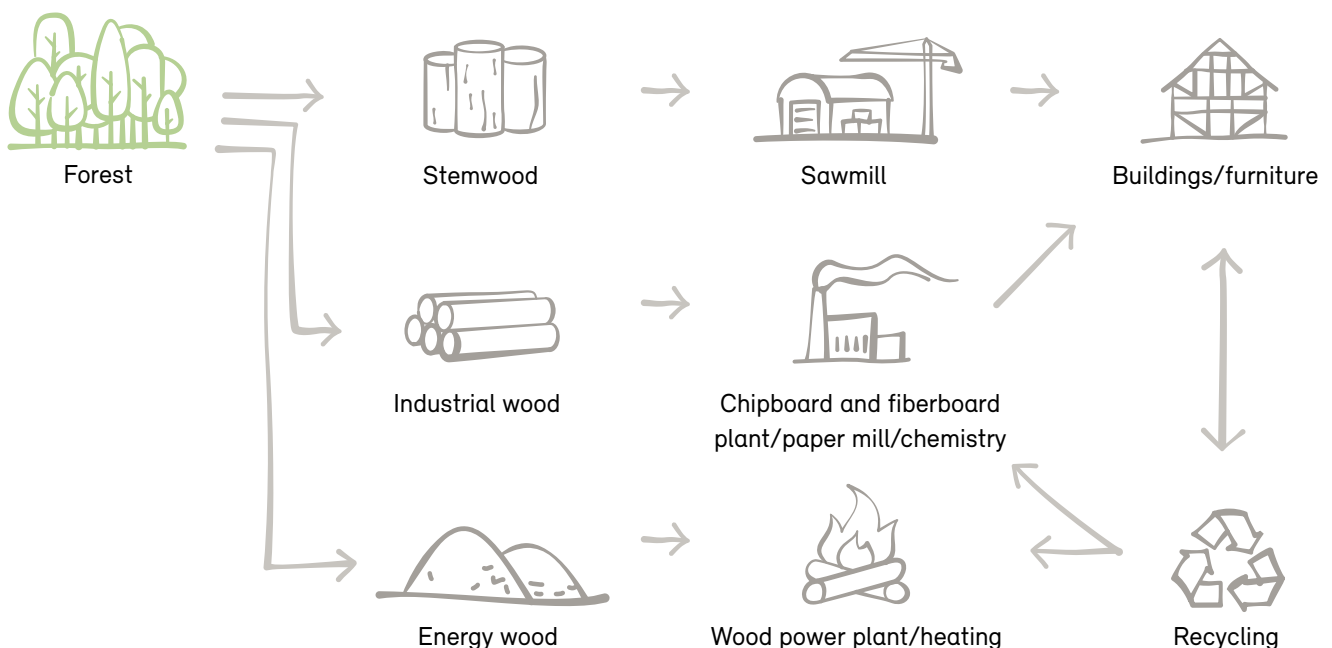 Forest
Stemwood
Sawmill
Buildings/furniture
Industrial wood
Chipboard and fiberboard
plant/paper mill/chemistry
Energy wood
Wood power plant/heating
Recycling